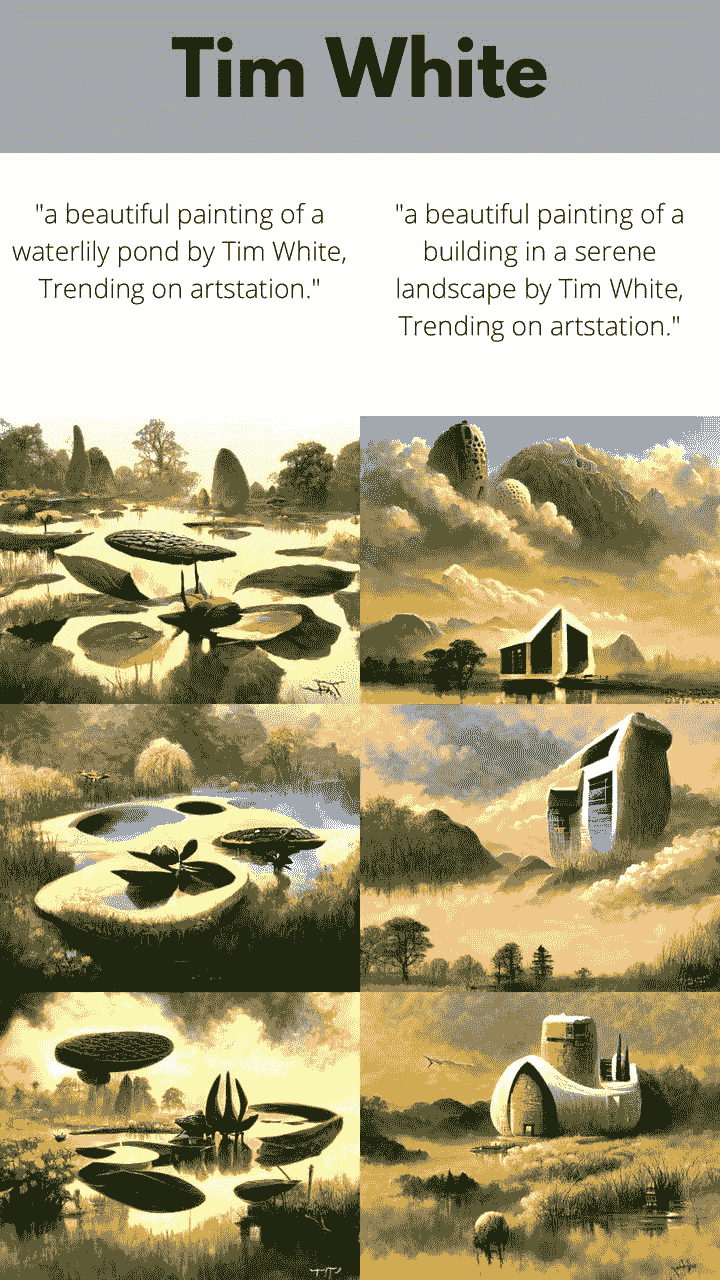 Tim White
"a beautiful painting of a
waterlily pond by Tim White,
Trending on artstation."
"a beautiful painting of a
building in a serene
landscape by Tim White,
Trending on artstation."